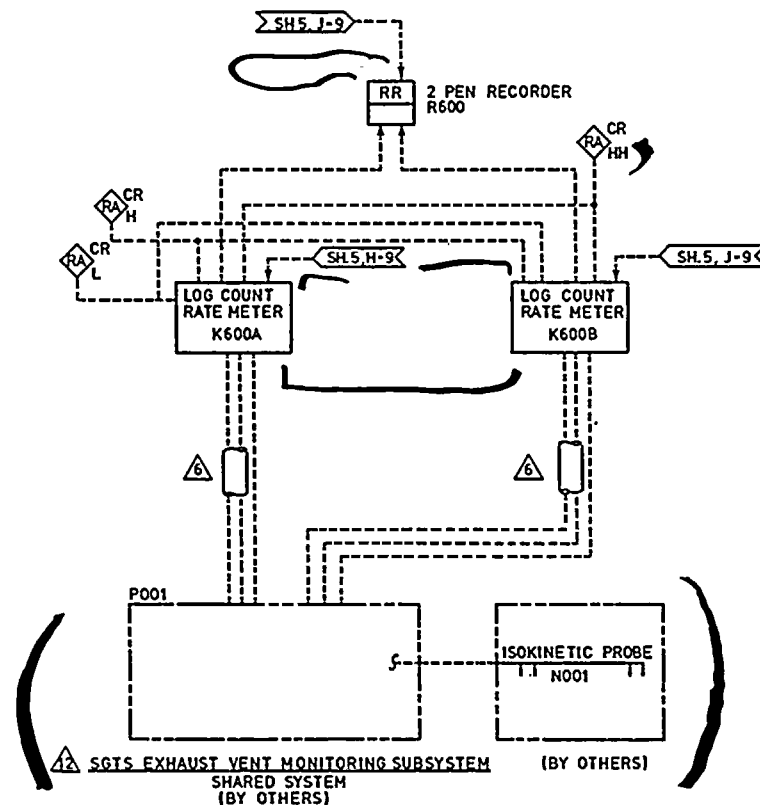 SH.5, J-9
RR
2 PEN RECORDER
R600
RA
CR
HH
RA
CR
H
RA
CR
L
SH.5,H-9
SH.5, J-9
LOG COUNT
RATE METER
K600A
LOG COUNT
RATE METER
K600B
6
6
P001
ISOKINETIC PROBE
N001
12
SGTS EXHAUST VENT MONITORING SUBSYSTEM
SHARED SYSTEM
(BY OTHERS)
(BY OTHERS)